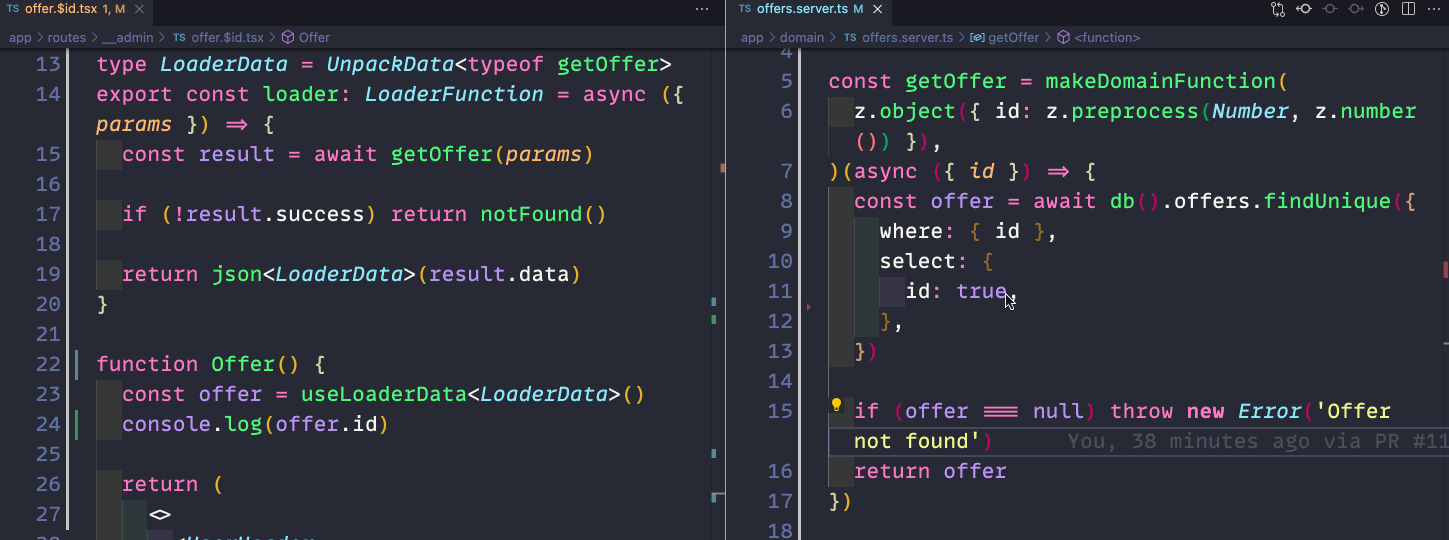 TS offer.$id.tsx 1, M ×
app > routes > __admin > TS offer.$id.tsx > Offer
13 type LoaderData = UnpackData<typeof getOffer>
14 export const loader: LoaderFunction = async ({
params }) ⇒ {
15 const result = await getOffer(params)
16
17 if (!result.success) return notFound()
18
19 return json<LoaderData>(result.data)
20 }
21
22 function Offer() {
23 const offer = useLoaderData<LoaderData>()
24 console.log(offer.id)
25
26 return (
27 <>
TS offers.server.ts M ×
app > domain > TS offers.server.ts > getOffer > <function>
4
5 const getOffer = makeDomainFunction(
6 z.object({ id: z.preprocess(Number, z.number
()) }),
7 )(async ({ id }) ⇒ {
8 const offer = await db().offers.findUnique({
9 where: { id },
10 select: {
11 id: true,
12 },
13 })
14
15 if (offer === null) throw new Error('Offer
not found') You, 38 minutes ago via PR #11
16 return offer
17 })
18